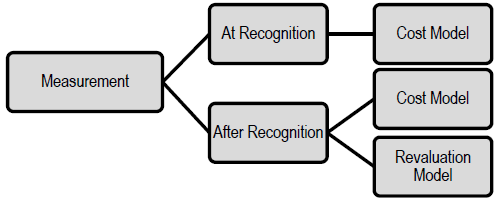 Measurement
At Recognition
Cost Model
After Recognition
Cost Model
Revaluation
Model